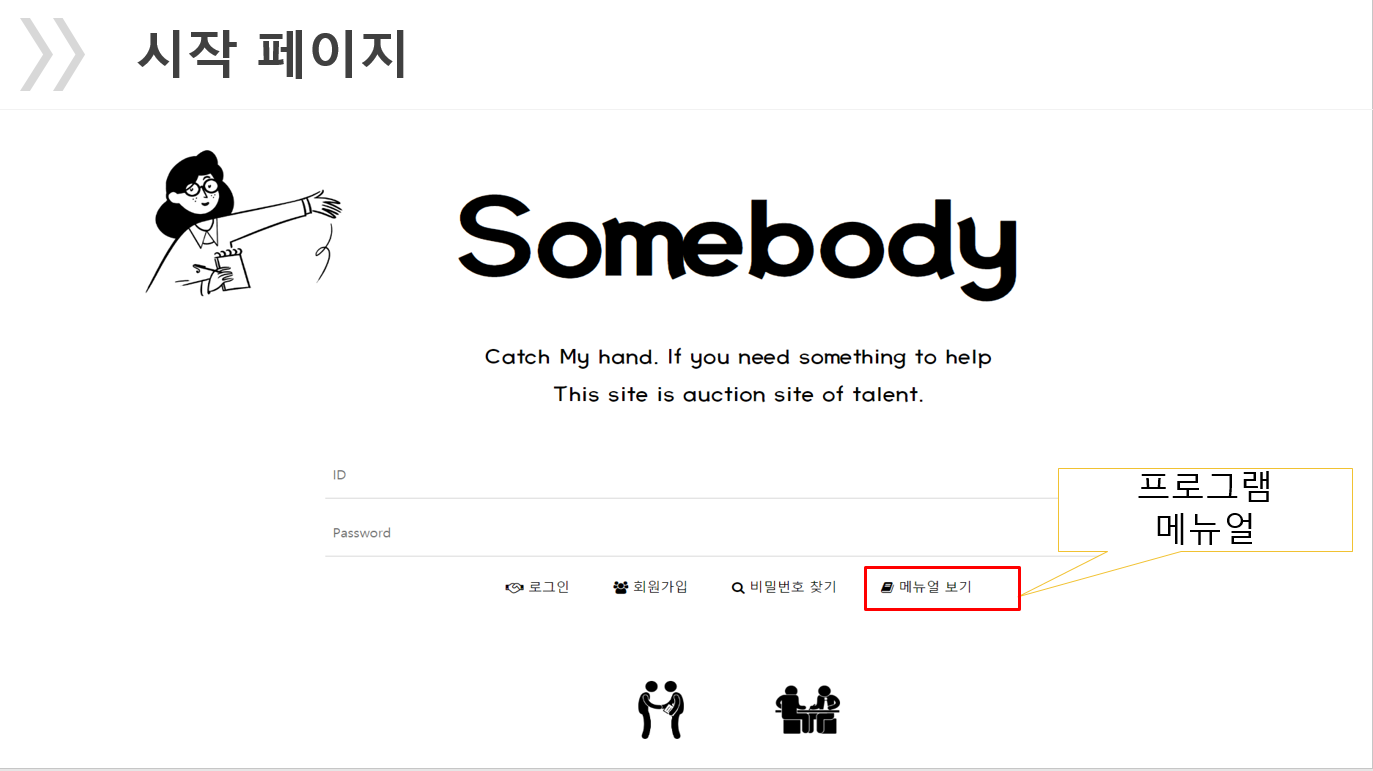 시작 페이지
Somebody
Catch My hand. If you need something to help
This site is auction site of talent.
ID
Password
프로그램
메뉴얼
로그인 회원가입 비밀번호 찾기 메뉴얼 보기